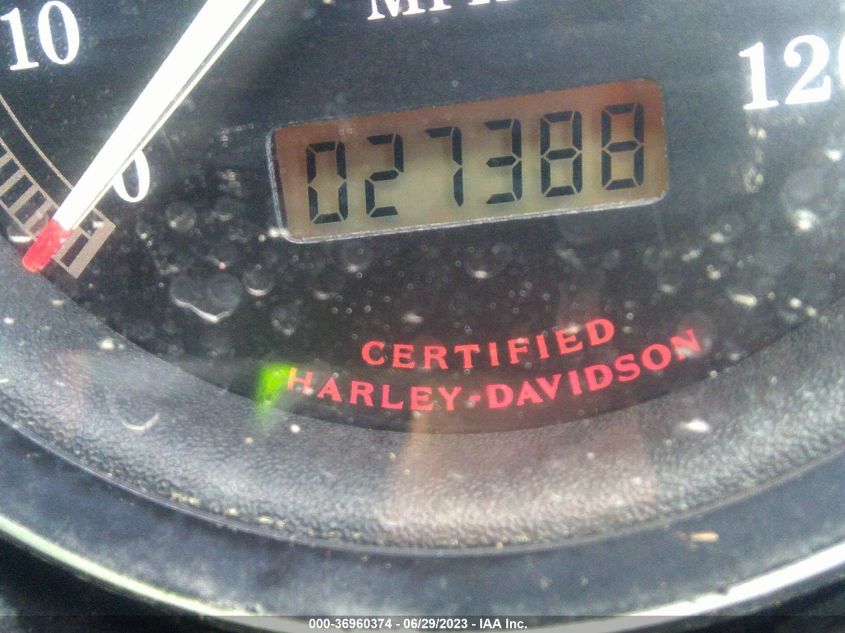 10
MPH
120
0
027388
CERTIFIED
HARLEY-DAVIDSON
000-36960374 - 06/29/2023 - IAA Inc.